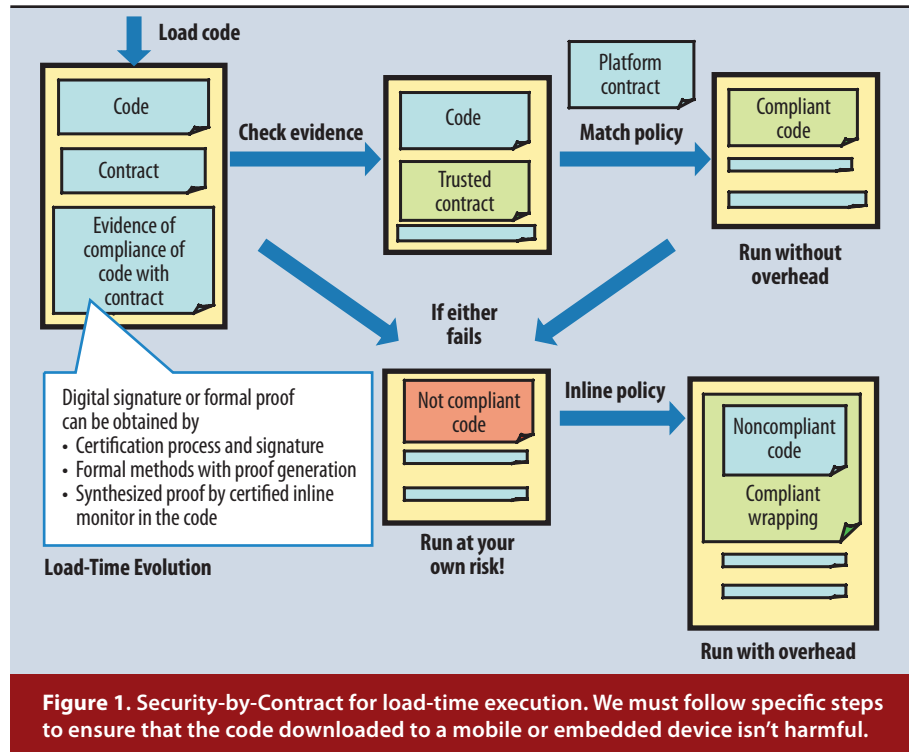 Load code
Code
Contract
Evidence of
compliance of
code with
contract
Check evidence
Code
Trusted
contract
Platform
contract
Match policy
Compliant
code
Run without
overhead
If either
fails
Digital signature or formal proof
can be obtained by
• Certification process and signature
• Formal methods with proof generation
• Synthesized proof by certified inline
monitor in the code
Load-Time Evolution
Not compliant
code
Run at your
own risk!
Inline policy
Noncompliant
code
Compliant
wrapping
Run with overhead
Figure 1. Security-by-Contract for load-time execution. We must follow specific steps
to ensure that the code downloaded to a mobile or embedded device isn't harmful.